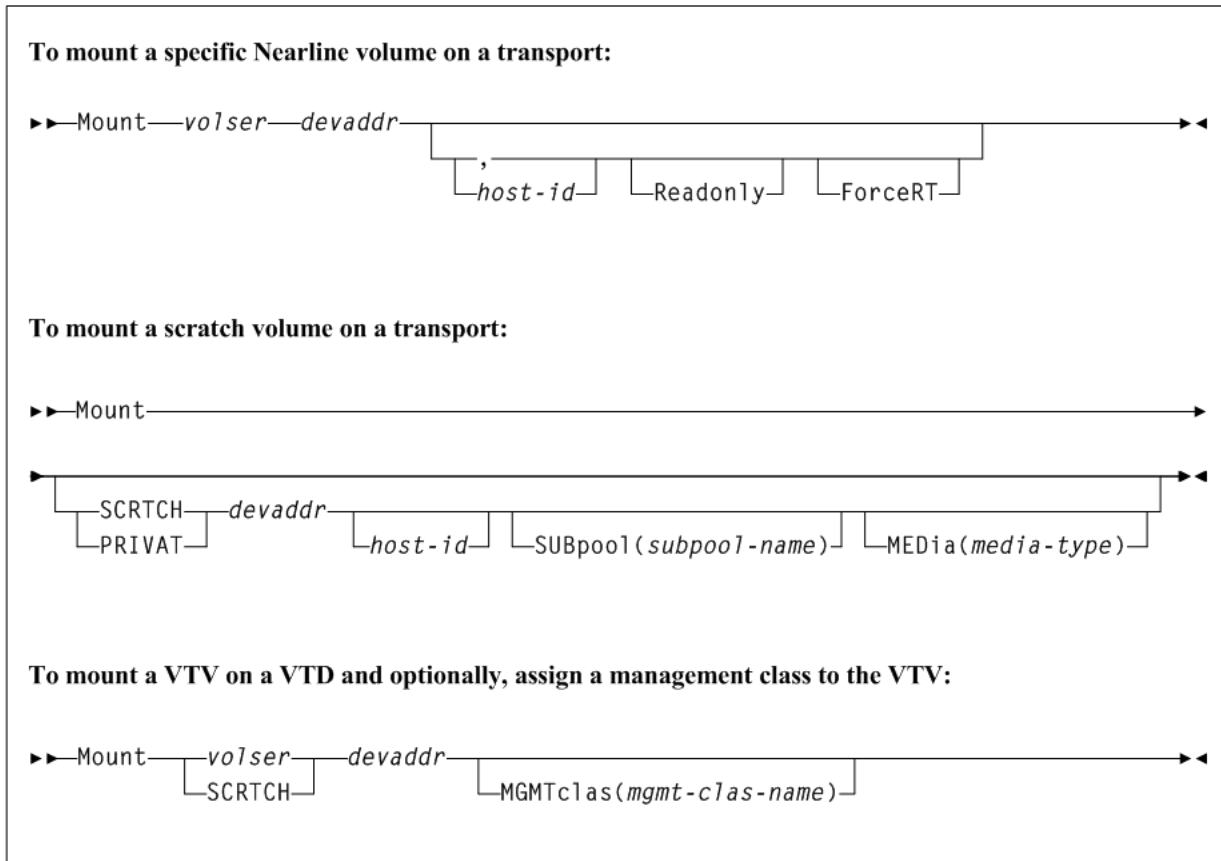 To mount a specific Nearline volume on a transport:
Mount volser devaddr
,
host-id Readonly ForceRT
To mount a scratch volume on a transport:
Mount
SCRTCH devaddr
PRIVAT host-id SUBpool(subpool-name) MEDia(media-type)
To mount a VTV on a VTD and optionally, assign a management class to the VTV:
Mount volser devaddr
SCRTCH MGMTclas(mgmt-clas-name)